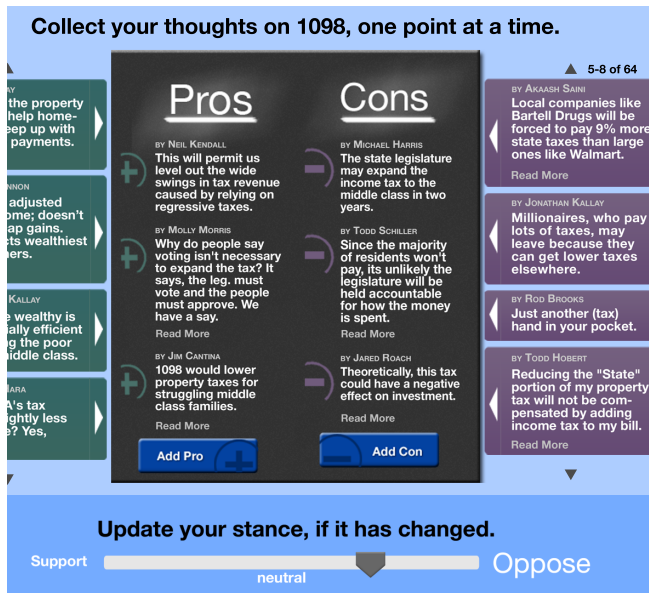 Collect your thoughts on 1098, one point at a time.
AY
the property
help home-
eep up with
payments.
NNON
adjusted
ome; doesn't
ap gains.
cts wealthiest
ners.
KALLAY
e wealthy is
ially efficient
ng the poor
middle class.
IARA
A's tax
ightly less
e? Yes,
Pros
BY NEIL KENDALL
This will permit us
level out the wide
swings in tax revenue
caused by relying on
regressive taxes.
BY MOLLY MORRIS
Why do people say
voting isn't necessary
to expand the tax? It
says, the leg. must
vote and the people
must approve. We
have a say.
Read More
BY JIM CANTINA
1098 would lower
property taxes for
struggling middle
class families.
Read More
Add Pro
Cons
BY MICHAEL HARRIS
The state legislature
may expand the
income tax to the
middle class in two
years.
BY TODD SCHILLER
Since the majority
of residents won't
pay, its unlikely the
legislature will be
held accountable
for how the money
is spent.
Read More
BY JARED ROACH
Theoretically, this tax
could have a negative
effect on investment.
Read More
Add Con
5-8 of 64
BY AKAASH SAINI
Local companies like
Bartell Drugs will be
forced to pay 9% more
state taxes than large
ones like Walmart.
Read More
BY JONATHAN KALLAY
Millionaires, who pay
lots of taxes, may
leave because they
can get lower taxes
elsewhere.
BY ROD BROOKS
Just another (tax)
hand in your pocket.
BY TODD HOBERT
Reducing the "State"
portion of my property
tax will not be com-
pensated by adding
income tax to my bill.
Read More
Update your stance, if it has changed.
Support
neutral
Oppose